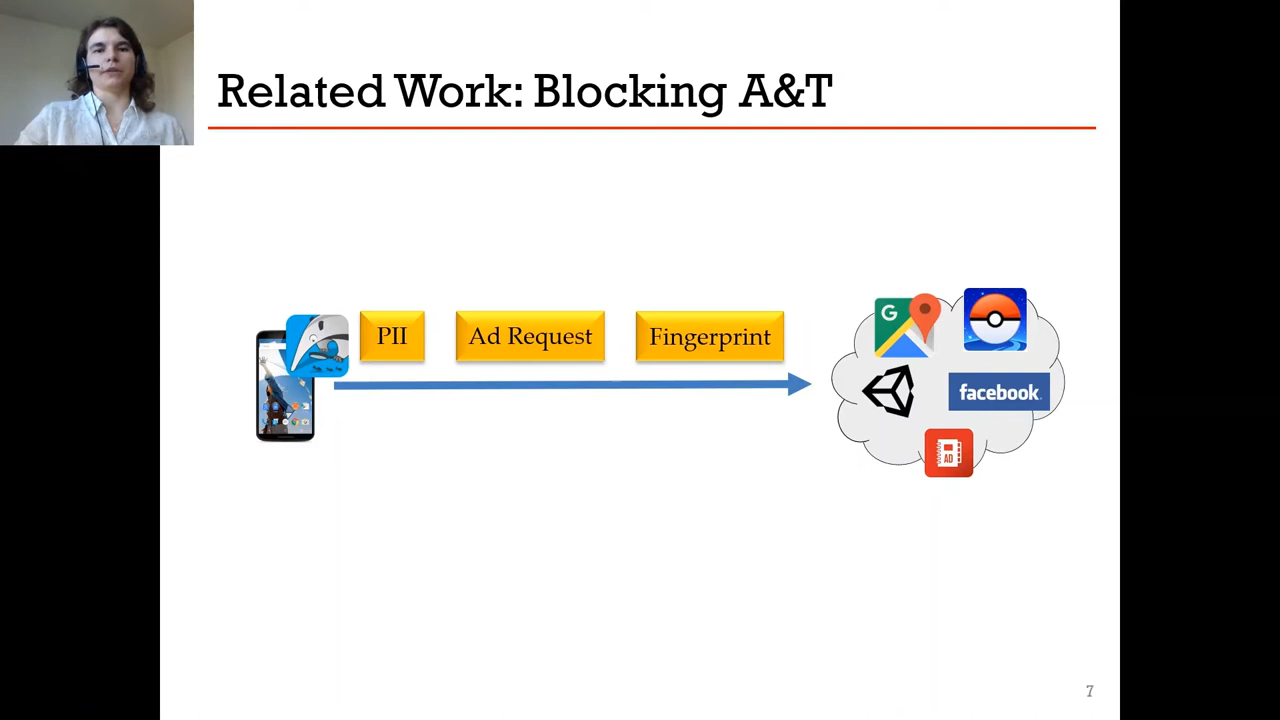 Related Work: Blocking A&T
PII
Ad Request
Fingerprint
G
facebook
AD
7